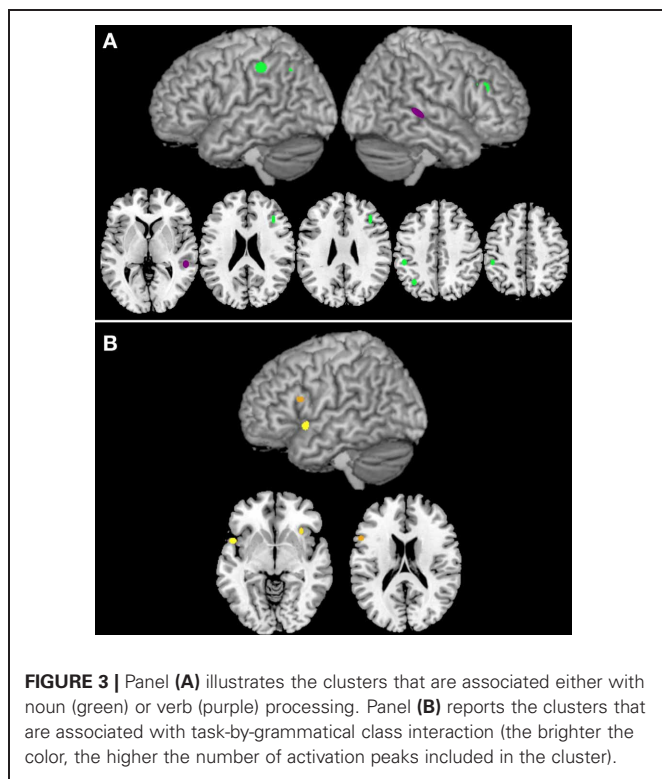 A
B
FIGURE 3 | Panel (A) illustrates the clusters that are associated either with
noun (green) or verb (purple) processing. Panel (B) reports the clusters that
are associated with task-by-grammatical class interaction (the brighter the
color, the higher the number of activation peaks included in the cluster).